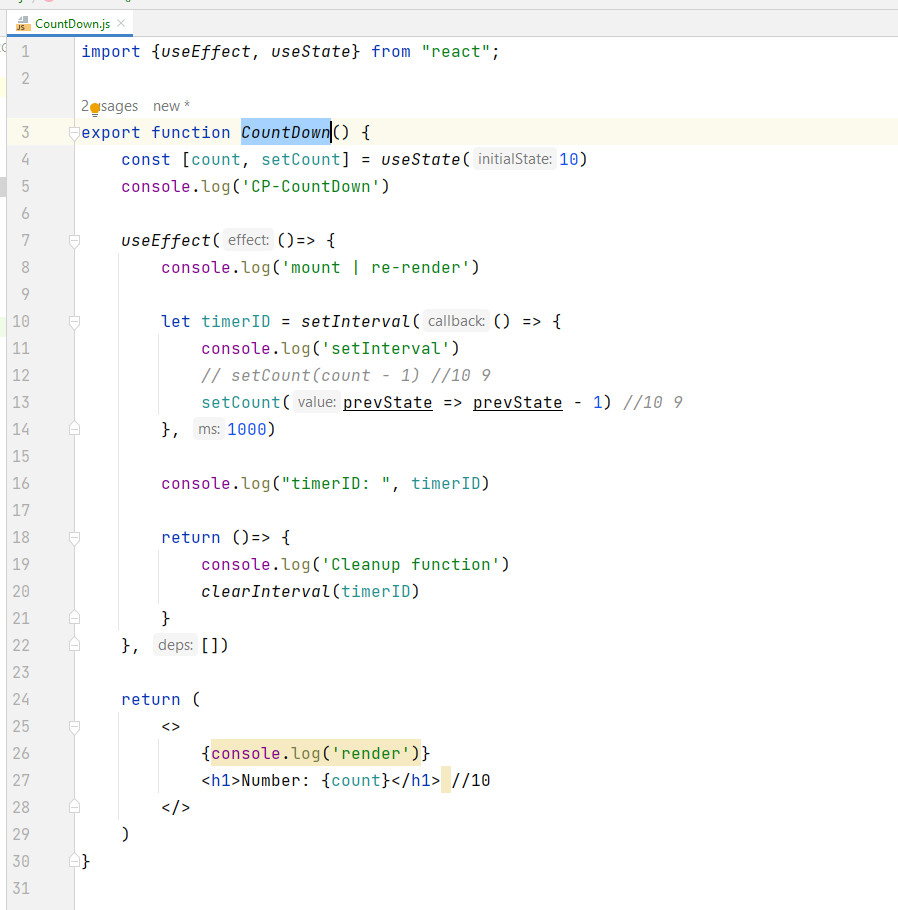 CountDown.js
1 import {useEffect, useState} from "react";
2
2 usages new *
3 export function CountDown() {
4 const [count, setCount] = useState( initialState: 10)
5 console.log('CP-CountDown')
6
7 useEffect( effect: ()=> {
8 console.log('mount | re-render')
9
10 let timerID = setInterval( callback: () => {
11 console.log('setInterval')
12 // setCount(count - 1) //10 9
13 setCount( value: prevState => prevState - 1) //10 9
14 }, ms: 1000)
15
16 console.log("timerID: ", timerID)
17
18 return ()=> {
19 console.log('Cleanup function')
20 clearInterval(timerID)
21 }
22 }, deps: [])
23
24 return (
25 <>
26 {console.log('render')}
27 <h1>Number: {count}</h1> //10
28 </>
29 )
30 }
31